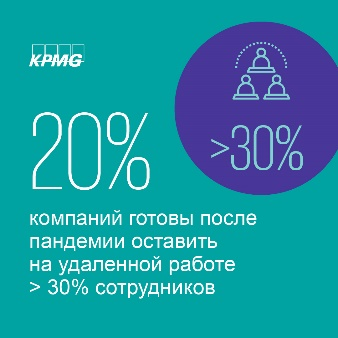 KPMG
>30%
20%
компаний готовы после
пандемии оставить
на удаленной работе
> 30% сотрудников